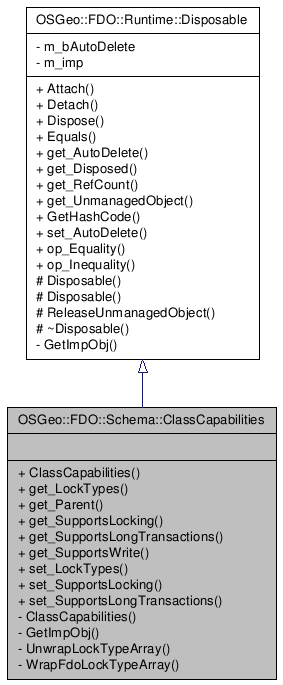 OSGeo::FDO::Runtime::Disposable
- m_bAutoDelete
- m_imp
+ Attach()
+ Detach()
+ Dispose()
+ Equals()
+ get_AutoDelete()
+ get_Disposed()
+ get_RefCount()
+ get_UnmanagedObject()
+ GetHashCode()
+ set_AutoDelete()
+ op_Equality()
+ op_Inequality()
# Disposable()
# Disposable()
# ReleaseUnmanagedObject()
# ~Disposable()
- GetImpObj()
OSGeo::FDO::Schema::ClassCapabilities
+ ClassCapabilities()
+ get_LockTypes()
+ get_Parent()
+ get_SupportsLocking()
+ get_SupportsLongTransactions()
+ get_SupportsWrite()
+ set_LockTypes()
+ set_SupportsLocking()
+ set_SupportsLongTransactions()
- ClassCapabilities()
- GetImpObj()
- UnwrapLockTypeArray()
- WrapFdoLockTypeArray()